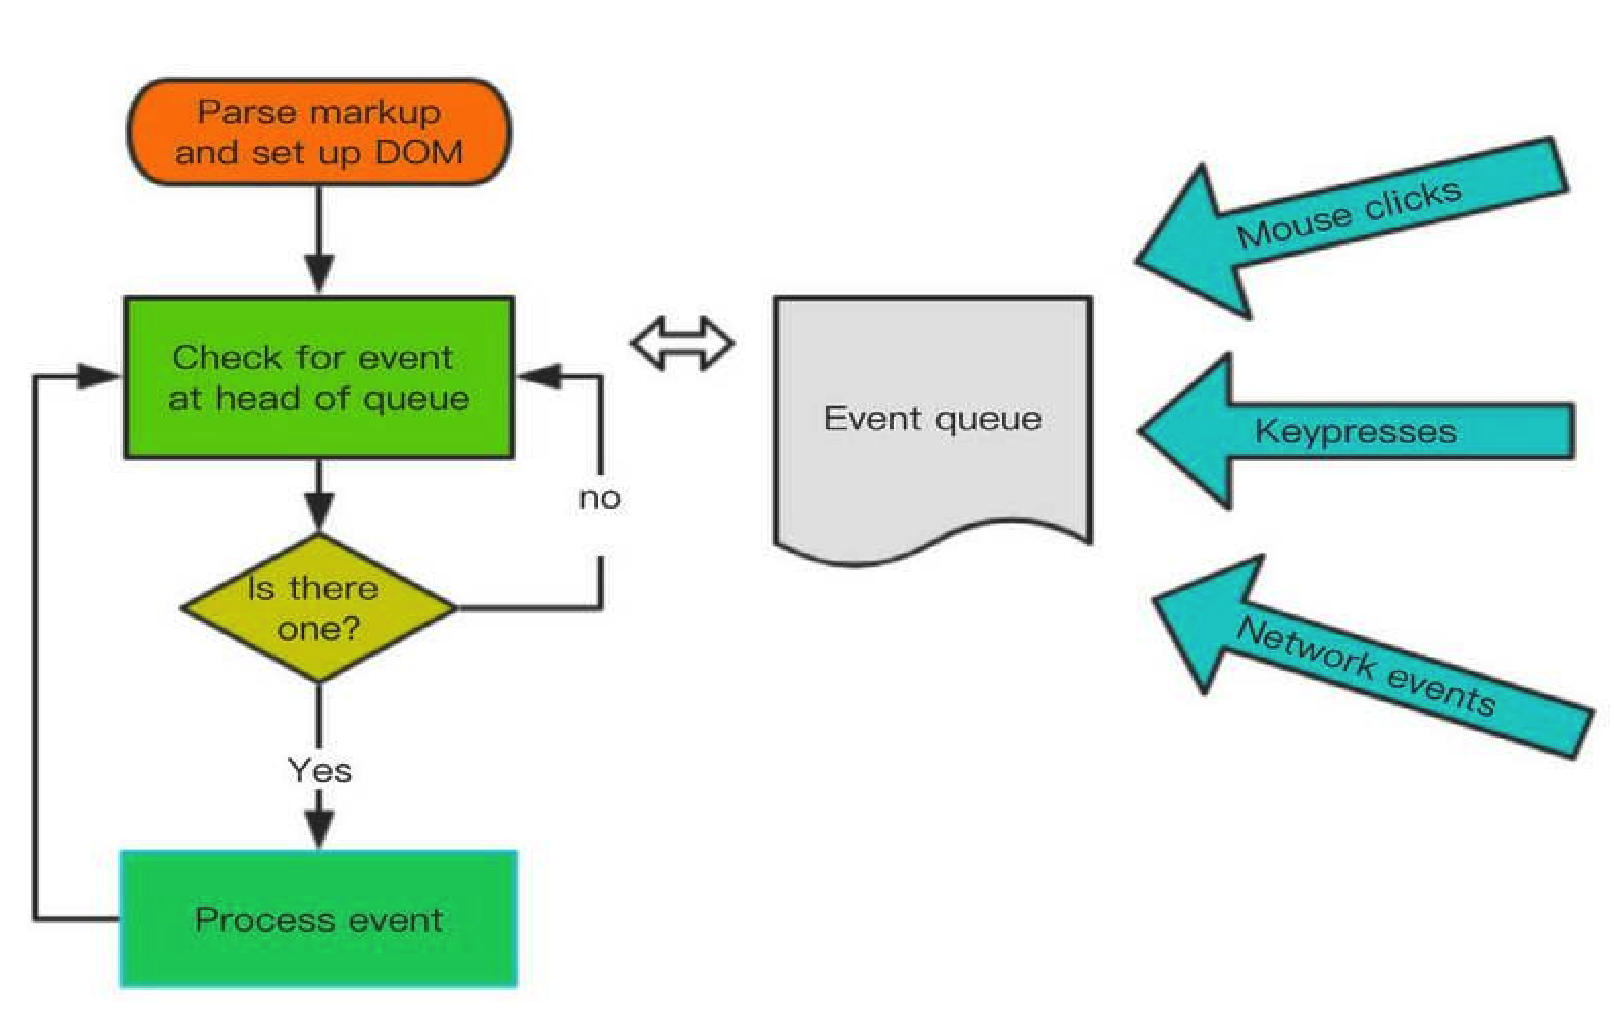 Parse markup
and set up DOM
Check for event
at head of queue
no
Is there
one?
Yes
Process event
Event queue
Mouse clicks
Keypresses
Network events